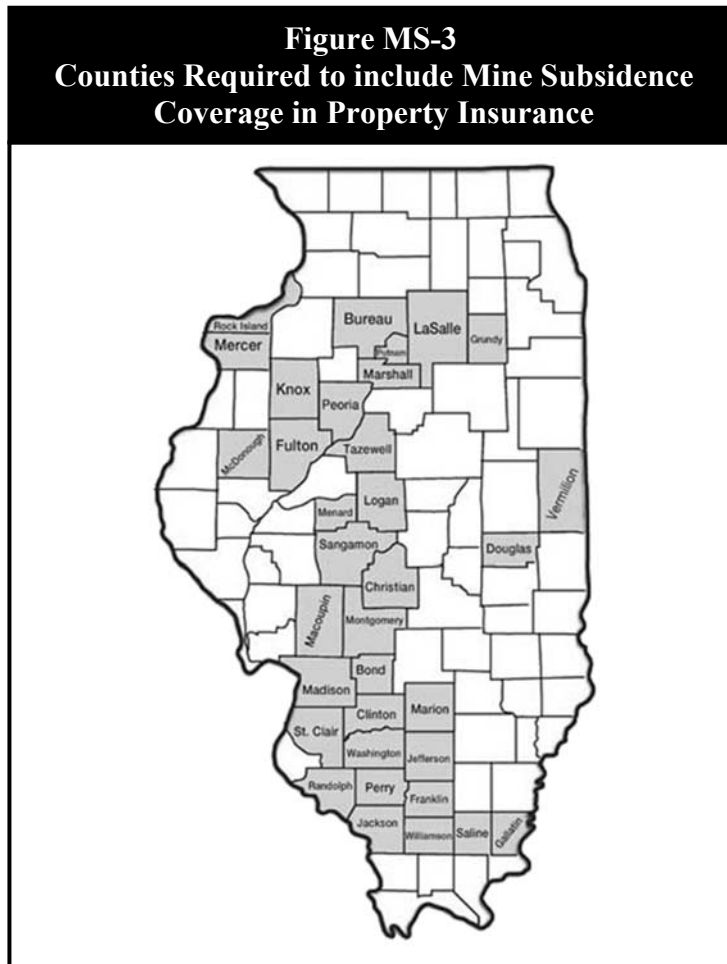 Figure MS-3
Counties Required to include Mine Subsidence
Coverage in Property Insurance
Rock Island
Mercer
Bureau
Putnam
LaSalle
Grundy
Marshall
Knox
Peoria
McDonough
Fulton
Tazewell
Vermilion
Menard
Logan
Sangamon
Douglas
Christian
Macoupin
Montgomery
Bond
Madison
Clinton
Marion
St. Clair
Washington
Jefferson
Randolph
Perry
Franklin
Jackson
Williamson
Saline
Gallatin